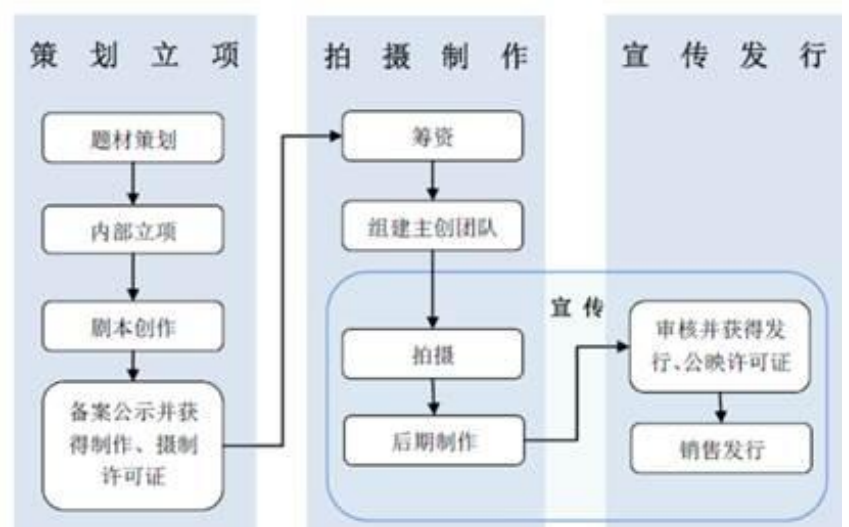 策划立项
题材策划
内部立项
剧本创作
备案公示并获
得制作、摄制
许可证
拍摄制作
筹资
组建主创团队
拍摄
后期制作
宣传发行
宣传
审核并获得发
行、公映许可证
销售发行